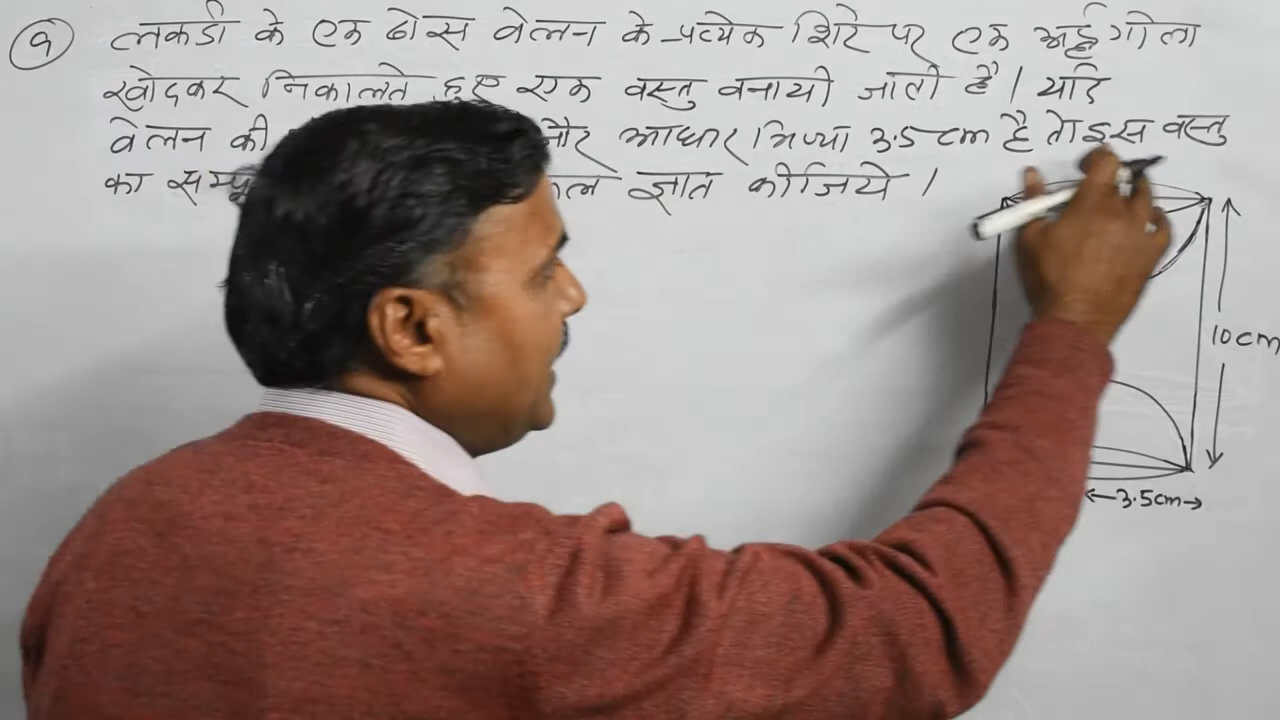 9 लकडी के एक ठोस बेलन के प्रत्येक शिरे पर एक अर्द्धगोला
खोदकर निकालते हुए एक वस्तु बनायी जाती है । यदि
बेलन की और आधार त्रिज्या 3.5 cm है तो इस वस्तु
का ज्ञात कीजिये ।
10cm
3.5cm